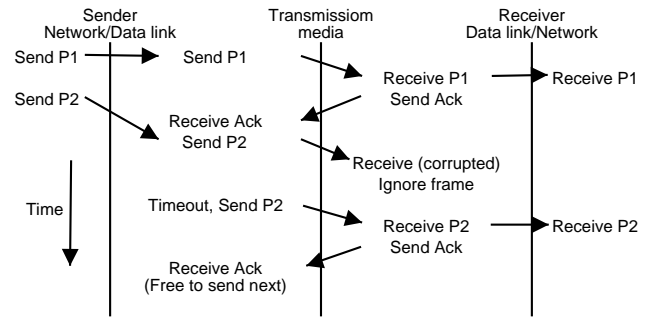 Sender
Network/Data link
Transmissiom
media
Receiver
Data link/Network
Send P1
Send P1
Receive P1
Receive P1
Send P2
Send Ack
Receive Ack
Send P2
Receive (corrupted)
Ignore frame
Time
Timeout, Send P2
Receive P2
Receive P2
Send Ack
Receive Ack
(Free to send next)